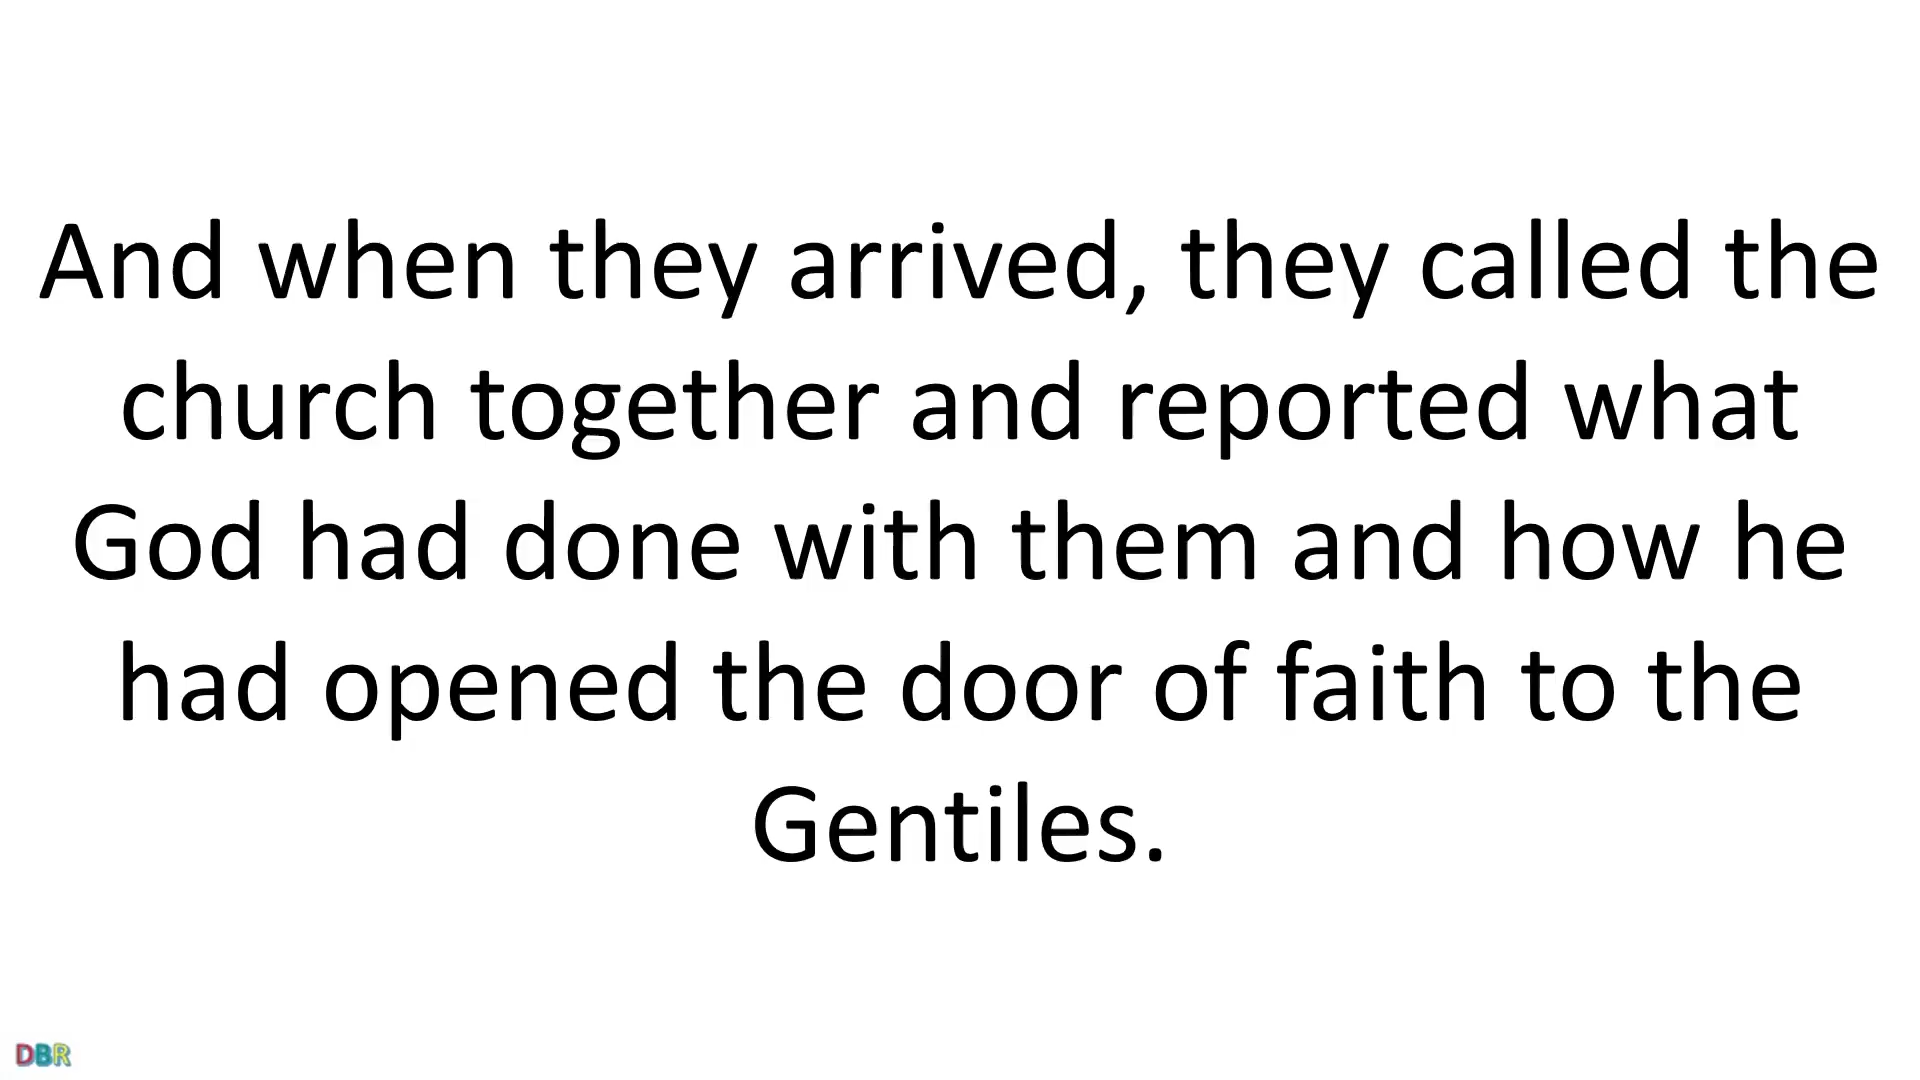 And when they arrived, they called the
church together and reported what
God had done with them and how he
had opened the door of faith to the
Gentiles.
DBR